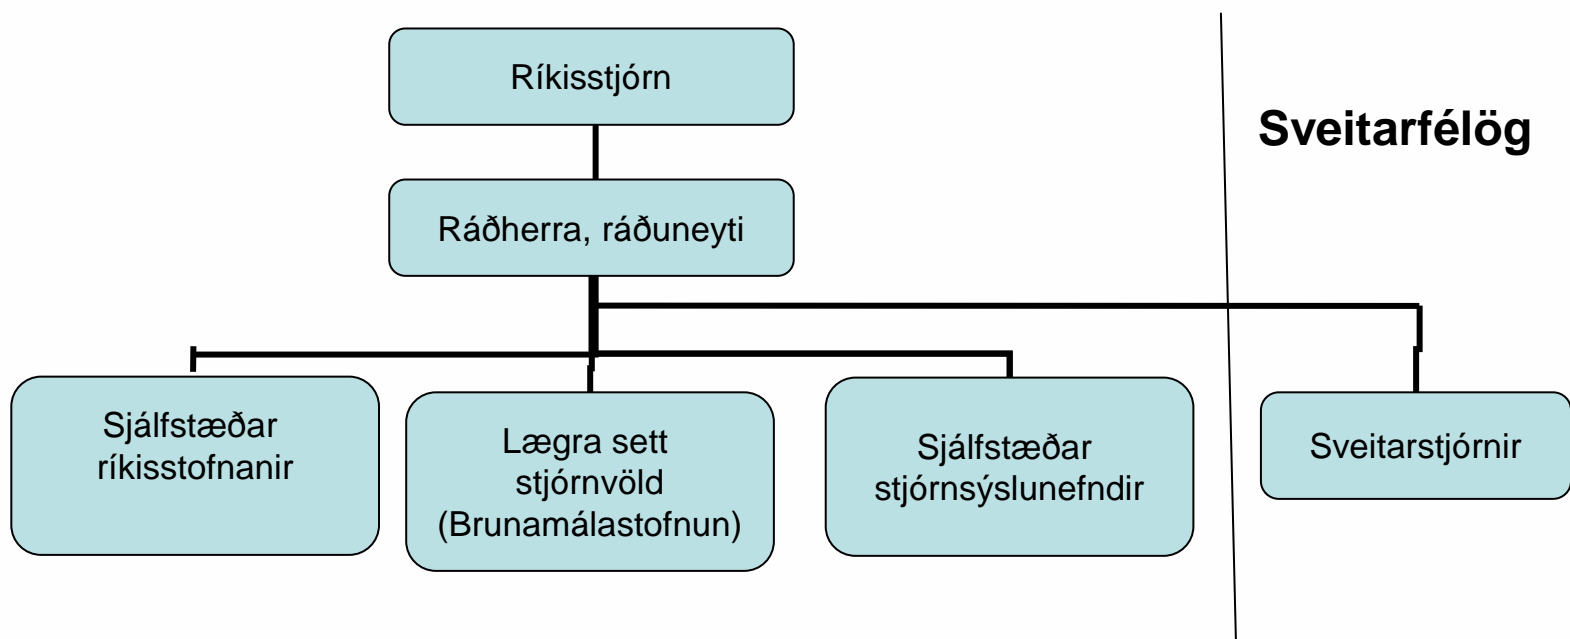 Ríkisstjórn
Sveitarfélög
Ráðherra, ráðuneyti
Sjálfstæðar
ríkisstofnanir
Lægra sett
stjórnvöld
(Brunamálastofnun)
Sjálfstæðar
stjórnsýslunefndir
Sveitarstjórnir